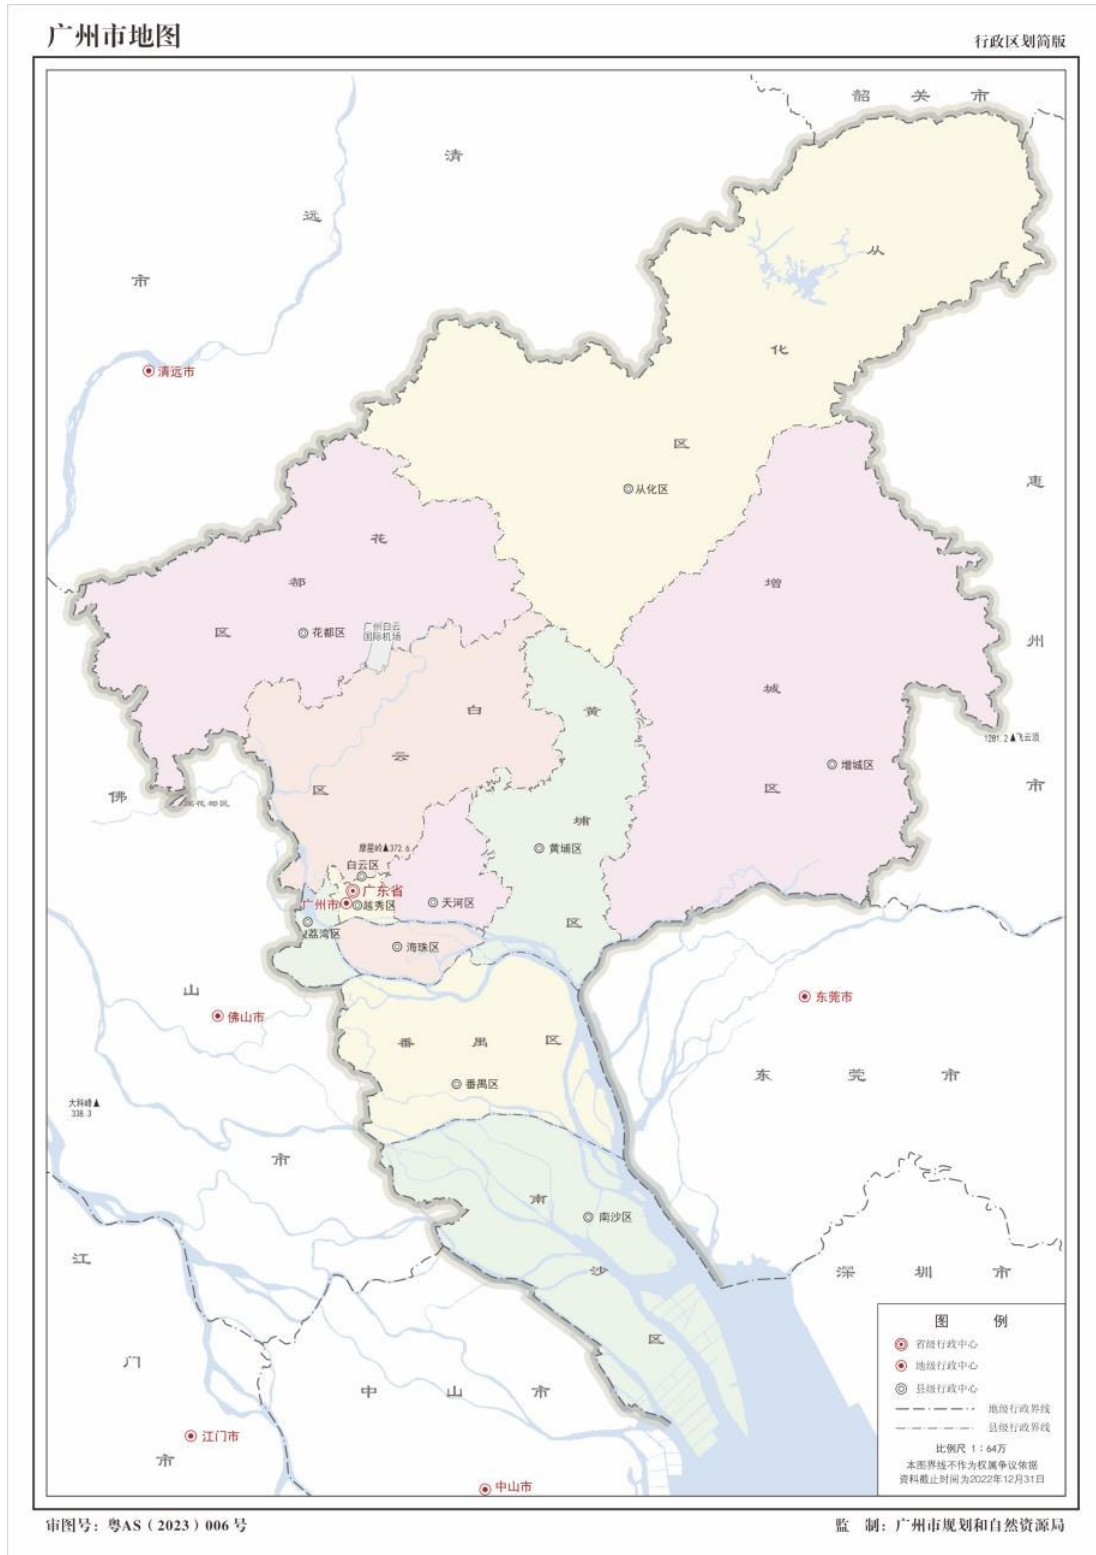 广州市地图
行政区划简版
韶关市
清远市
清远市
从化区
从化区
惠州市
花都区
花都区
广州白云
国际机场
增城区
增城区
白云区
黄埔区
黄埔区
1281.2▲飞云顶
佛山市
属花都区
摩星岭▲372.6
白云区
广东省
广州市
越秀区
天河区
荔湾区
海珠区
佛山市
东莞市
番禺区
番禺区
东莞市
大科峰▲
338.3
南沙区
南沙区
江门市
深圳市
中山市
江门市
中山市
图例
省级行政中心
地级行政中心
县级行政中心
地级行政界线
县级行政界线
比例尺 1：64万
本图界线不作为权属争议依据
资料截止时间为2022年12月31日
审图号：粤AS（2023）006号
监 制：广州市规划和自然资源局